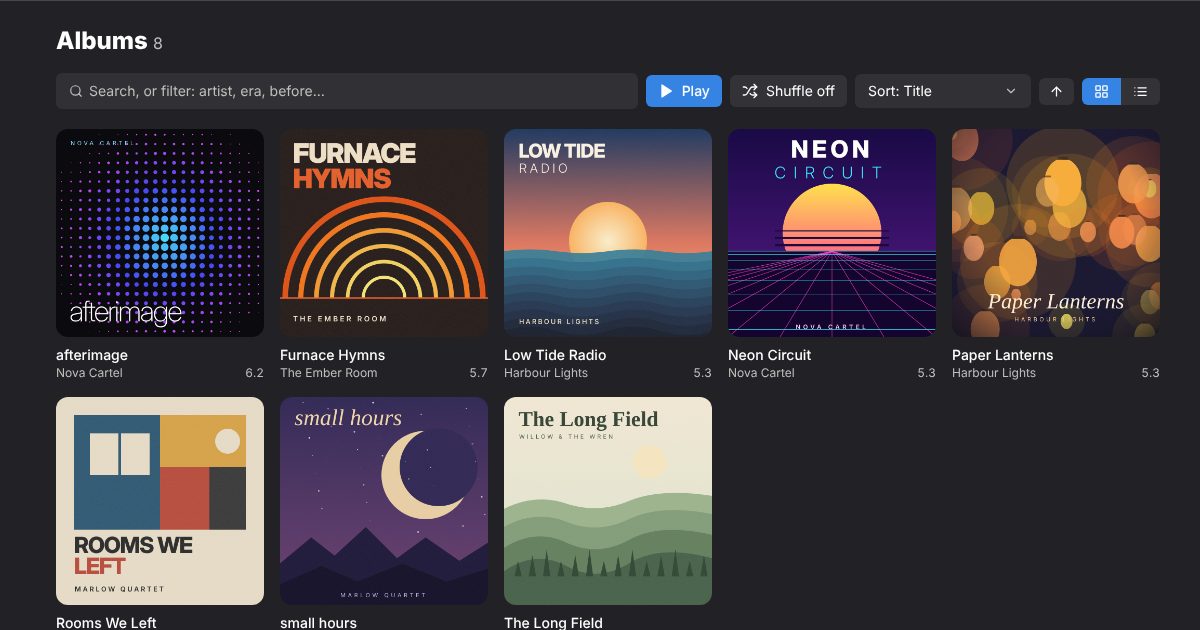 Albums 8
Search, or filter: artist, era, before...
Play
Shuffle off
Sort: Title
NOVA CARTEL
afterimage
FURNACE
HYMNS
THE EMBER ROOM
LOW TIDE
RADIO
HARBOUR LIGHTS
NEON
CIRCUIT
NOVA CARTEL
Paper Lanterns
HARBOUR LIGHTS
afterimage
Nova Cartel 6.2
Furnace Hymns
The Ember Room 5.7
Low Tide Radio
Harbour Lights 5.3
Neon Circuit
Nova Cartel 5.3
Paper Lanterns
Harbour Lights 5.3
ROOMS WE
LEFT
MARLOW QUARTET
small hours
MARLOW QUARTET
The Long Field
WILLOW & THE WREN
Rooms We Left
small hours
The Long Field